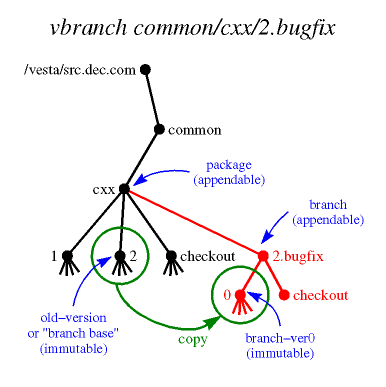 vbranch common/cxx/2.bugfix
/vesta/src.dec.com
common
package
(appendable)
cxx
branch
(appendable)
1
2
checkout
2.bugfix
0
checkout
old–version
or "branch base"
(immutable)
copy
branch–ver0
(immutable)